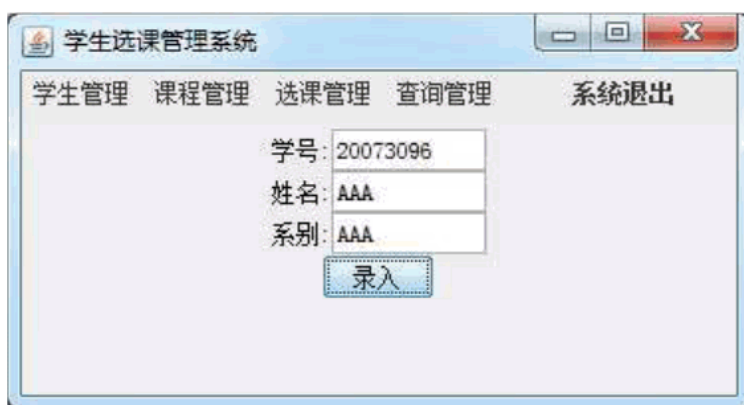 学生选课管理系统
学生管理 课程管理 选课管理 查询管理 系统退出
学号: 20073096
姓名: AAA
系别: AAA
录入